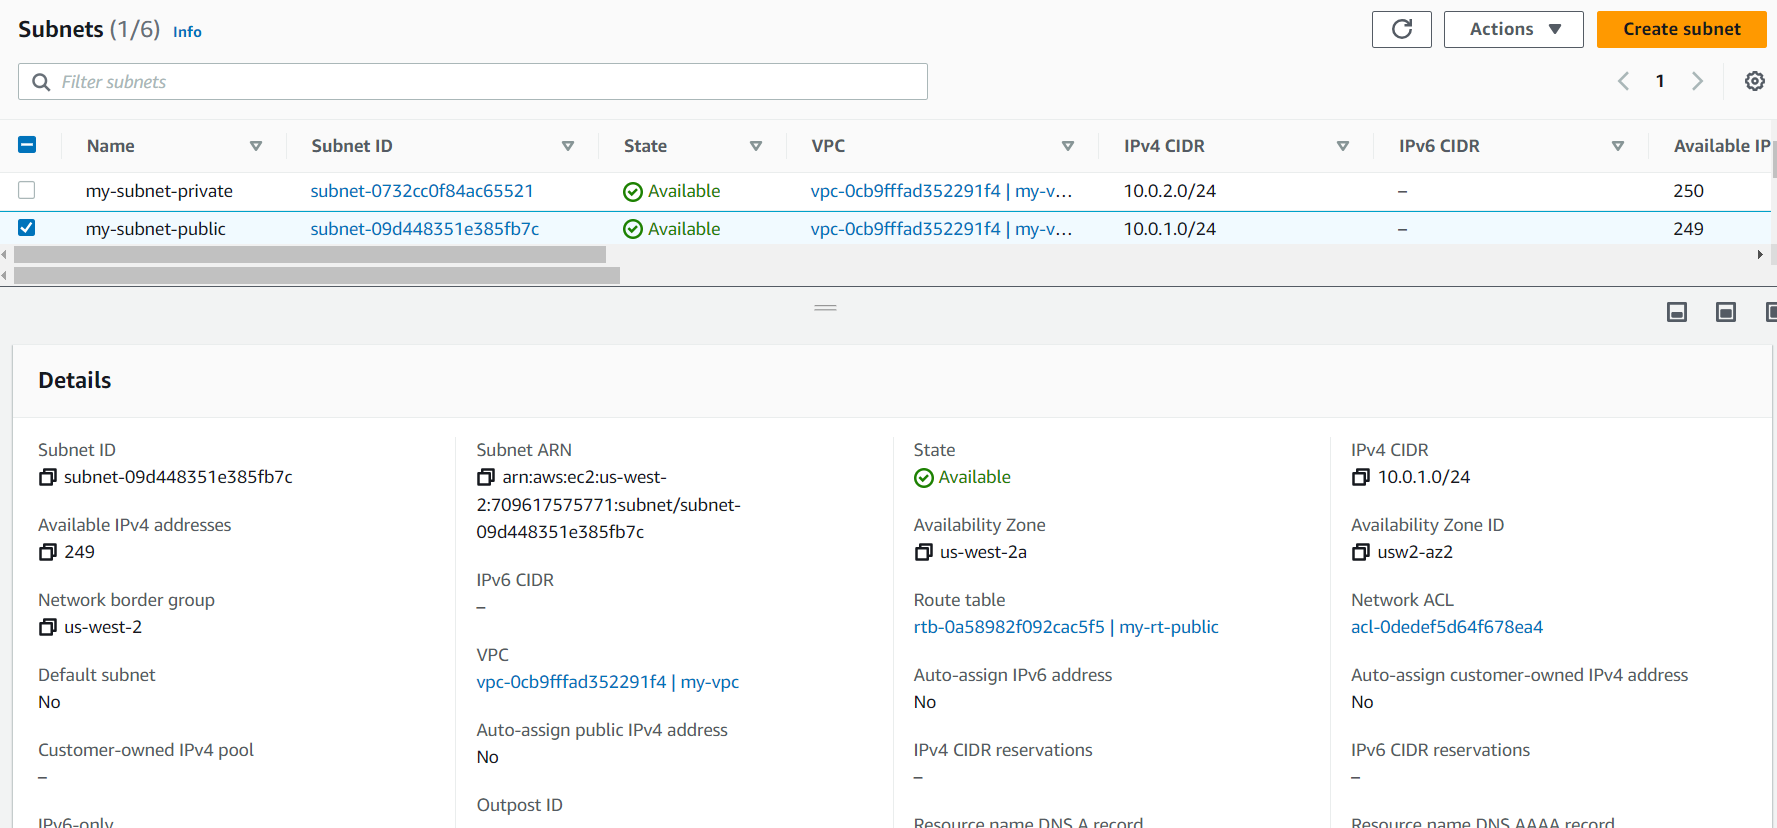 Subnets (1/6) Info
Actions
Create subnet
Filter subnets
1
Name Subnet ID State VPC IPv4 CIDR IPv6 CIDR Available IP
my-subnet-private subnet-0732cc0f84ac65521 Available vpc-0cb9fffad352291f4 | my-v… 10.0.2.0/24 – 250
my-subnet-public subnet-09d448351e385fb7c Available vpc-0cb9fffad352291f4 | my-v… 10.0.1.0/24 – 249
Details
Subnet ID
subnet-09d448351e385fb7c
Available IPv4 addresses
249
Network border group
us-west-2
Default subnet
No
Customer-owned IPv4 pool
–
IPv6-only
Subnet ARN
arn:aws:ec2:us-west-
2:709617575771:subnet/subnet-
09d448351e385fb7c
IPv6 CIDR
–
VPC
vpc-0cb9fffad352291f4 | my-vpc
Auto-assign public IPv4 address
No
Outpost ID
State
Available
Availability Zone
us-west-2a
Route table
rtb-0a58982f092cac5f5 | my-rt-public
Auto-assign IPv6 address
No
IPv4 CIDR reservations
–
Resource name DNS A record
IPv4 CIDR
10.0.1.0/24
Availability Zone ID
usw2-az2
Network ACL
acl-0dedef5d64f678ea4
Auto-assign customer-owned IPv4 address
No
IPv6 CIDR reservations
–
Resource name DNS AAAA record